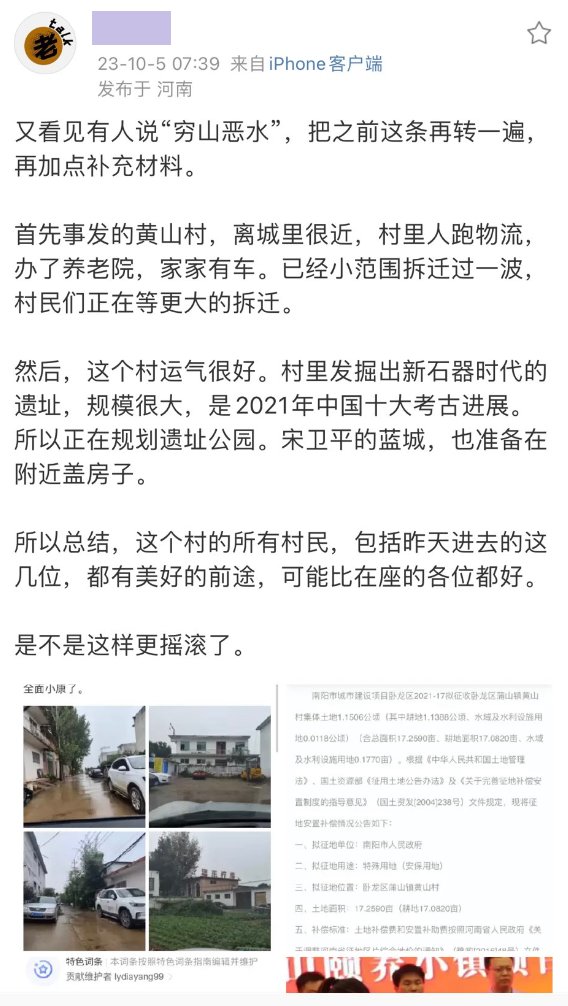 老
talk
23-10-5 07:39 来自iPhone客户端
发布于 河南
又看见有人说“穷山恶水”，把之前这条再转一遍，
再加点补充材料。
首先事发的黄山村，离城里很近，村里人跑物流，
办了养老院，家家有车。已经小范围拆迁过一波，
村民们正在等更大的拆迁。
然后，这个村运气很好。村里发掘出新石器时代的
遗址，规模很大，是2021年中国十大考古进展。
所以正在规划遗址公园。宋卫平的蓝城，也准备在
附近盖房子。
所以总结，这个村的所有村民，包括昨天进去的这
几位，都有美好的前途，可能比在座的各位都好。
是不是这样更摇滚了。
全面小康了。
特色词条 本词条按照特色词条指南编辑并维护
贡献维护者 lydiayang99
南阳市城市建设项目卧龙区2021-17拟征收卧龙区蒲山镇黄山
村集体土地1.1506公顷（其中耕地1.1388公顷、水域及水利设施用
地0.0118公顷）（合总面积17.2590亩、耕地面积17.0820亩、水域
及水利设施用地0.1770亩）。根据《中华人民共和国土地管理
法》、国土资源部《征用土地公告办法》及《关于完善征地补偿安
置制度的指导意见》（国土资发[2004]238号）文件规定，现将征
地安置补偿情况公告如下：
一、拟征地单位：南阳市人民政府
二、拟征地用途：特殊用地（安保用地）
三、拟征地位置：卧龙区蒲山镇黄山村
四、土地面积：17.2590亩（耕地17.0820亩）
五、补偿标准：土地补偿费和安置补助费按照河南省人民政府《关
山颐养小镇项目